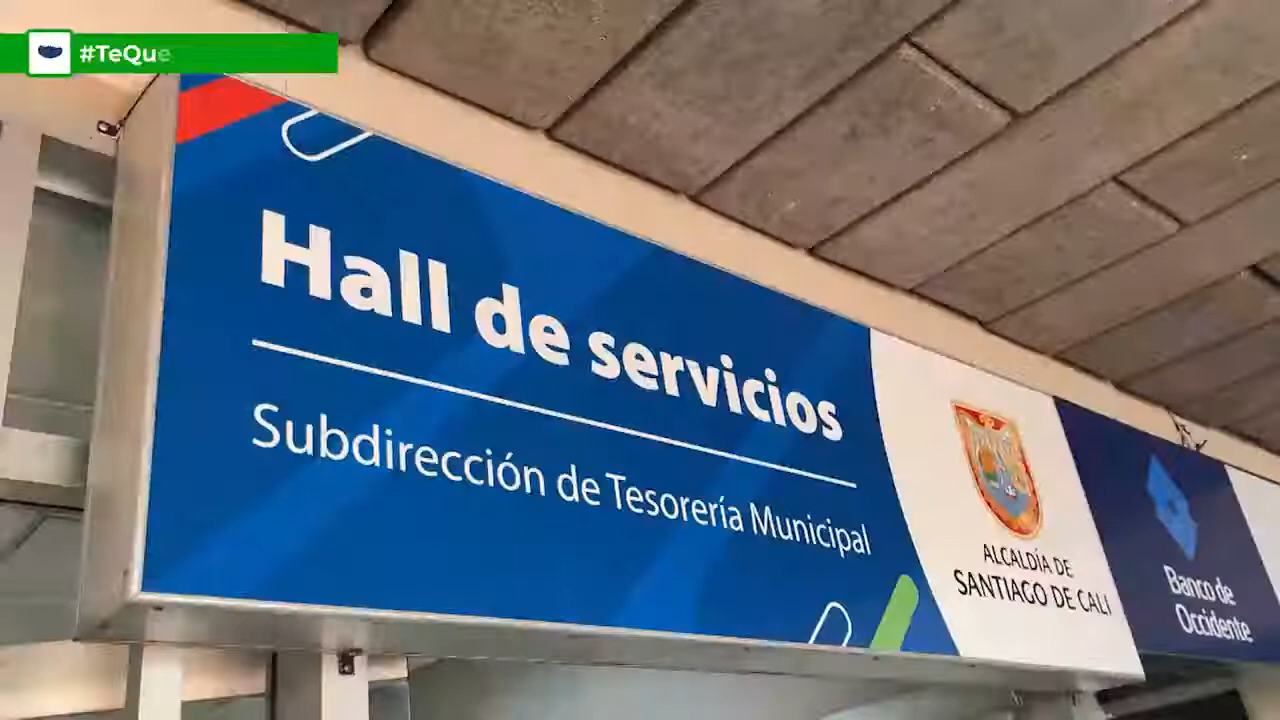 #TeQue
Hall de servicios
Subdirección de Tesorería Municipal
ALCALDÍA DE
SANTIAGO DE CALI
Banco de
Occidente